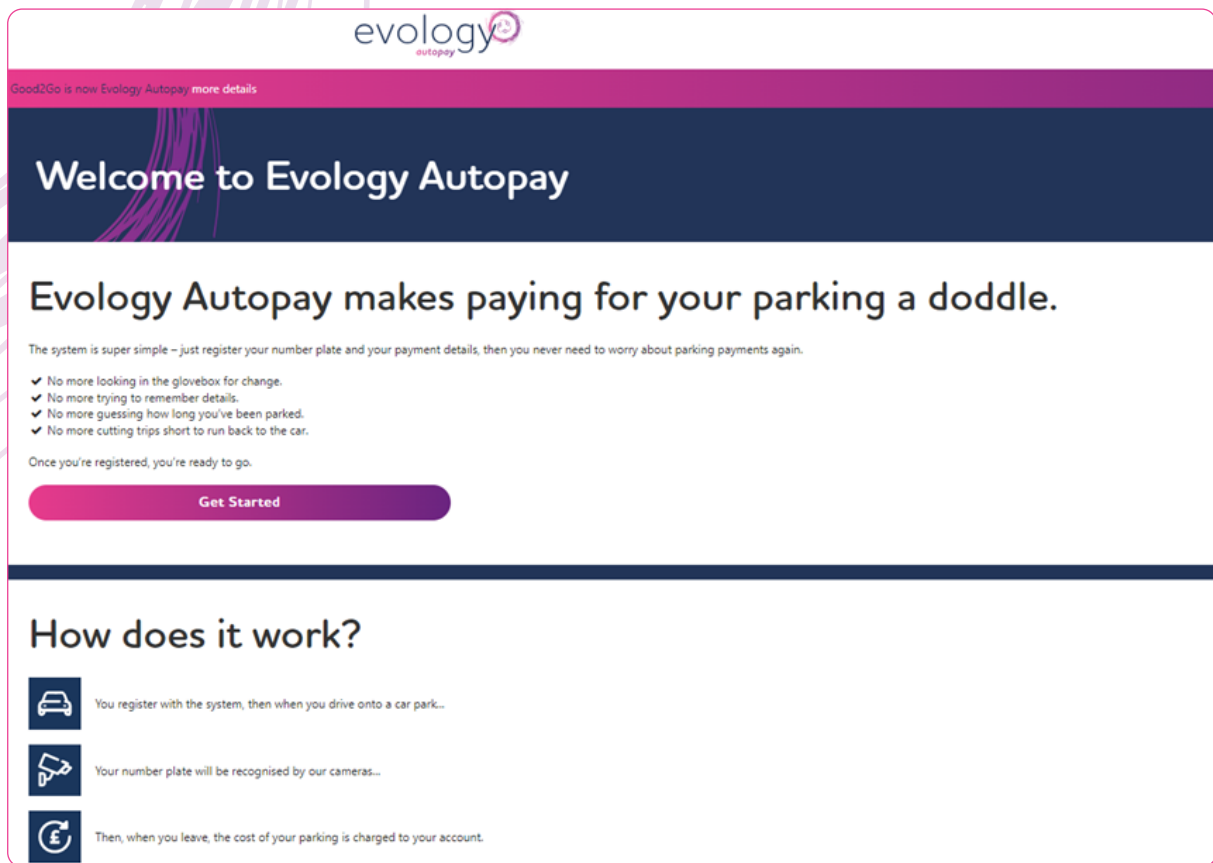 evology
autopay
Good2Go is now Evology Autopay more details
Welcome to Evology Autopay
Evology Autopay makes paying for your parking a doddle.
The system is super simple – just register your number plate and your payment details, then you never need to worry about parking payments again.
✔ No more looking in the glovebox for change.
✔ No more trying to remember details.
✔ No more guessing how long you've been parked.
✔ No more cutting trips short to run back to the car.
Once you're registered, you're ready to go.
Get Started
How does it work?
You register with the system, then when you drive onto a car park...
Your number plate will be recognised by our cameras...
£
Then, when you leave, the cost of your parking is charged to your account.